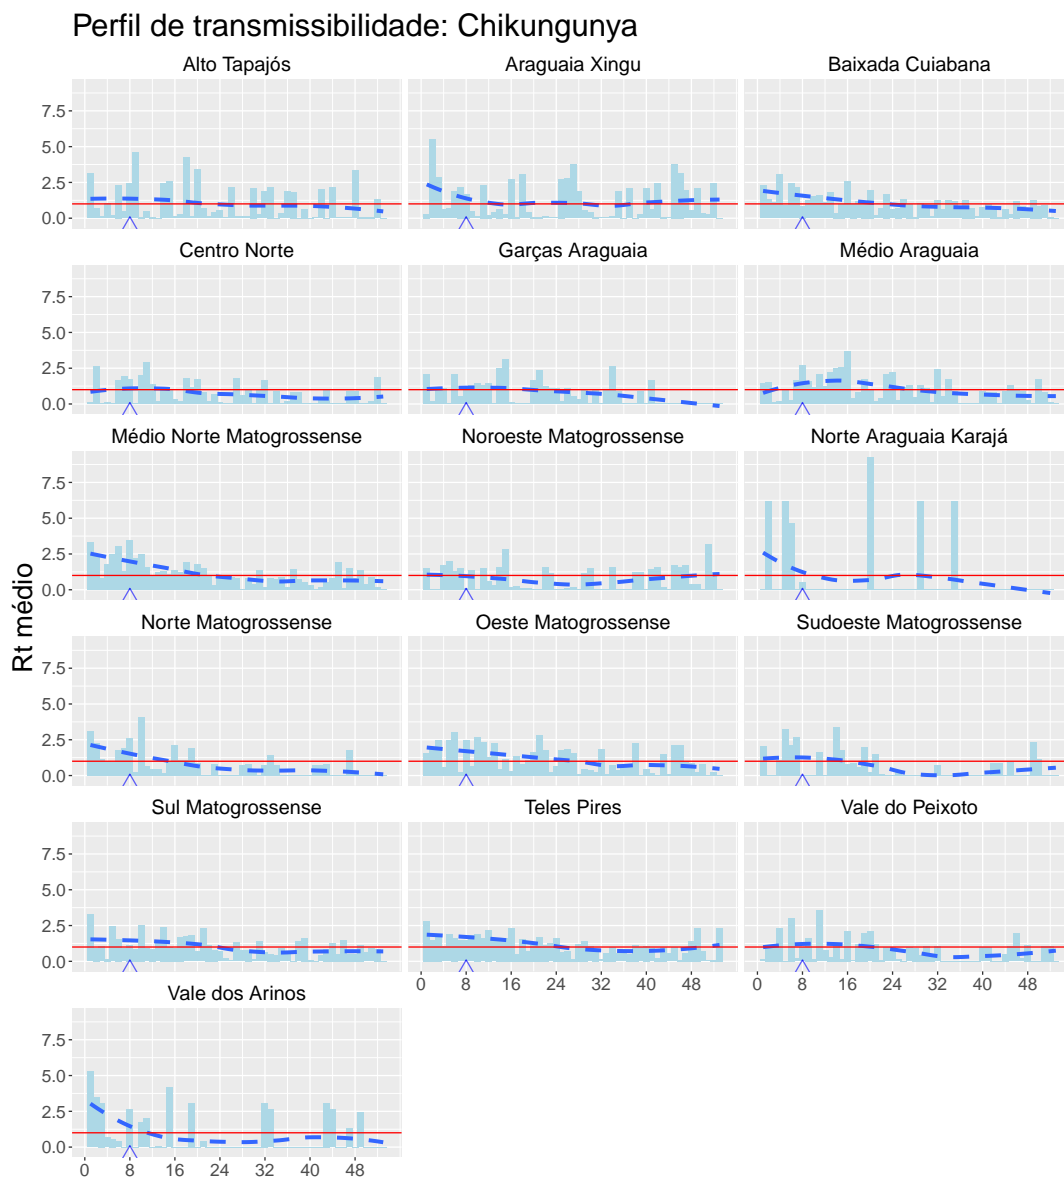 Perfil de transmissibilidade: Chikungunya
Alto Tapajós
Araguaia Xingu
Baixada Cuiabana
7.5
5.0
2.5
0.0
Centro Norte
Garças Araguaia
Médio Araguaia
7.5
5.0
2.5
0.0
Médio Norte Matogrossense
Noroeste Matogrossense
Norte Araguaia Karajá
7.5
5.0
2.5
0.0
Rt médio
Norte Matogrossense
Oeste Matogrossense
Sudoeste Matogrossense
7.5
5.0
2.5
0.0
Sul Matogrossense
Teles Pires
Vale do Peixoto
7.5
5.0
2.5
0.0
0 8 16 24 32 40 48
0 8 16 24 32 40 48
Vale dos Arinos
7.5
5.0
2.5
0.0
0 8 16 24 32 40 48